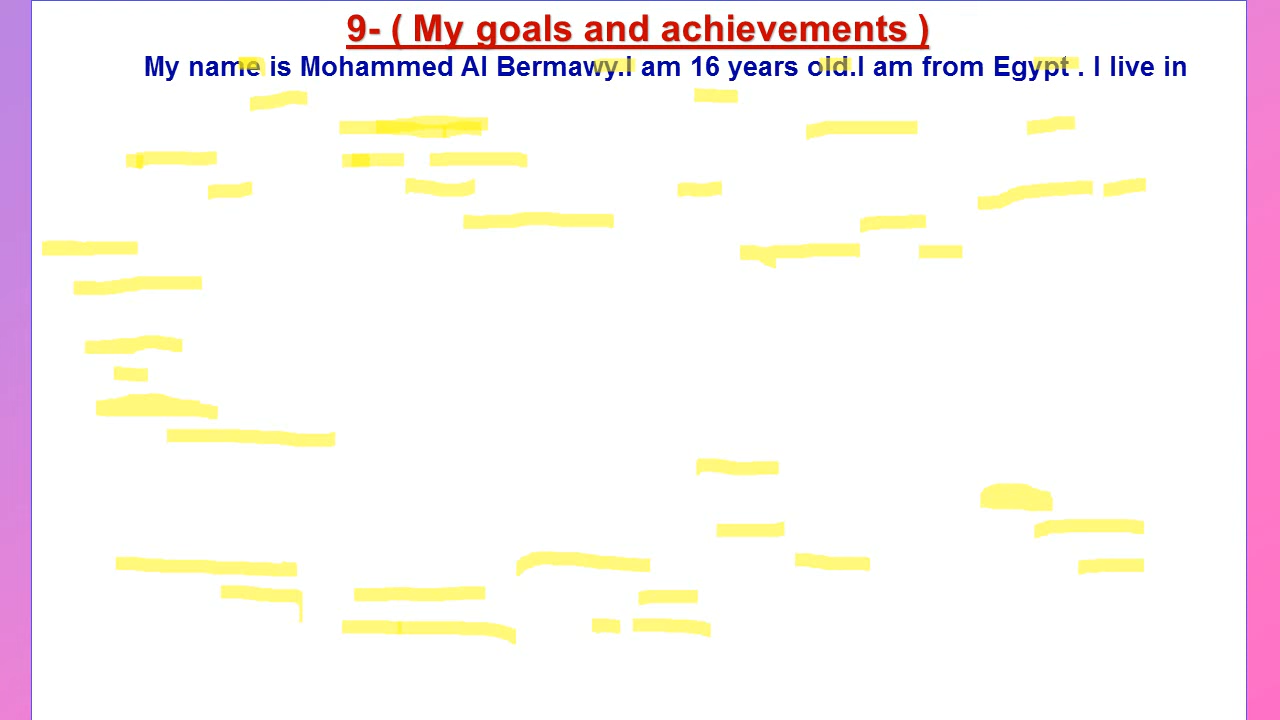 9- ( My goals and achievements )
My name is Mohammed Al Bermawy.I am 16 years old.I am from Egypt . I live in